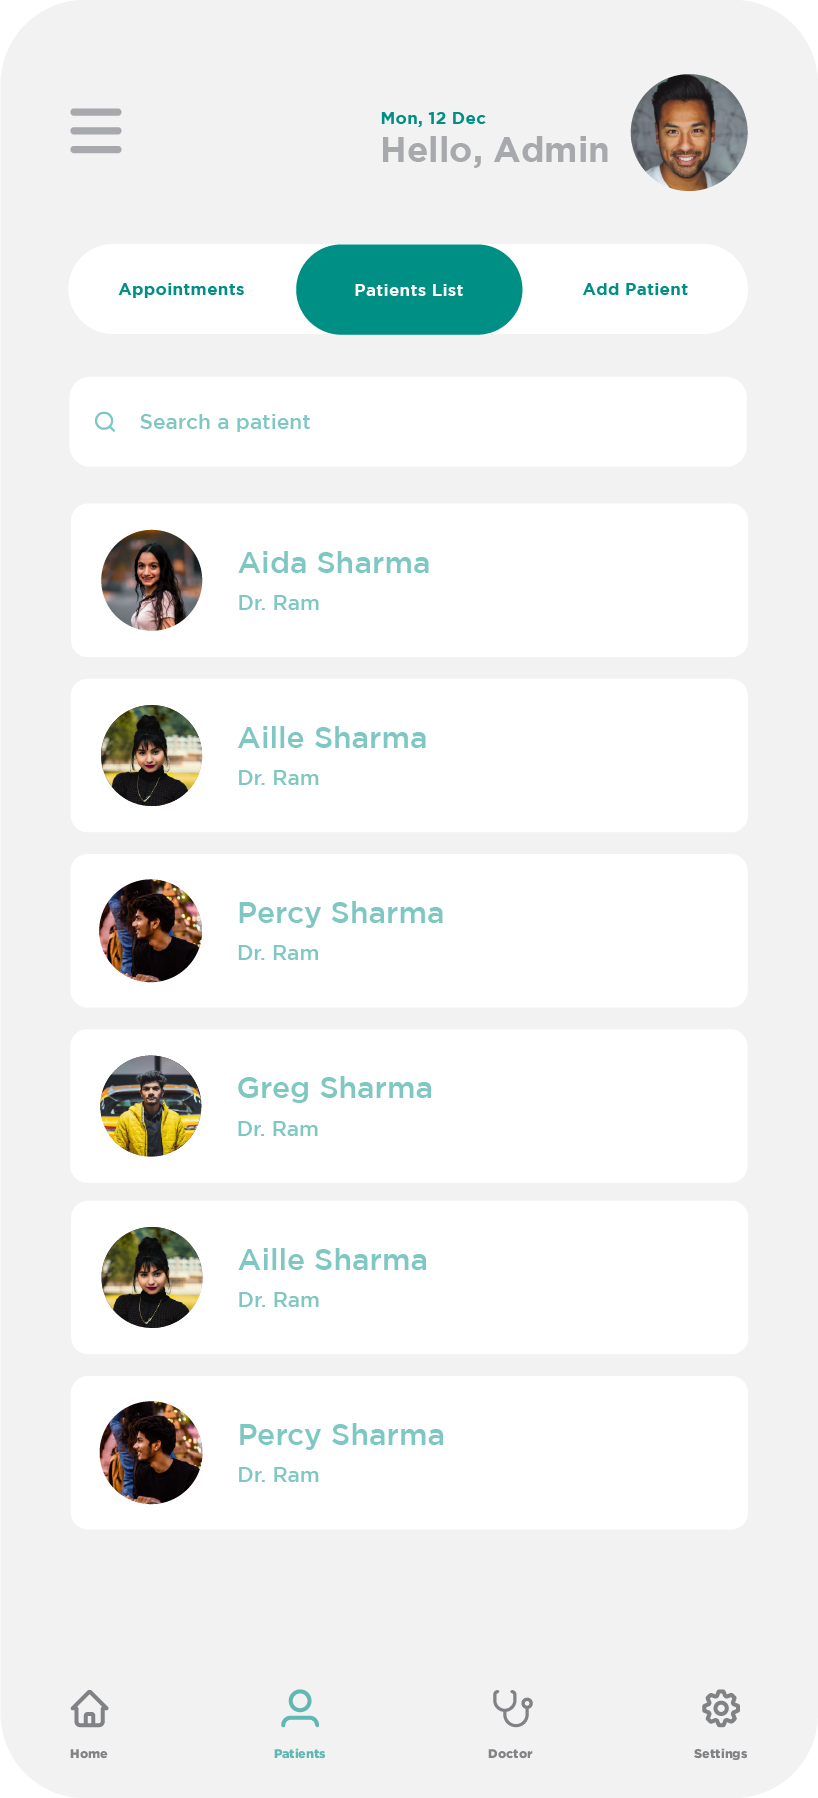 Mon, 12 Dec
Hello, Admin
Appointments
Patients List
Add Patient
Search a patient
Aida Sharma
Dr. Ram
Aille Sharma
Dr. Ram
Percy Sharma
Dr. Ram
Greg Sharma
Dr. Ram
Aille Sharma
Dr. Ram
Percy Sharma
Dr. Ram
Home
Patients
Doctor
Settings